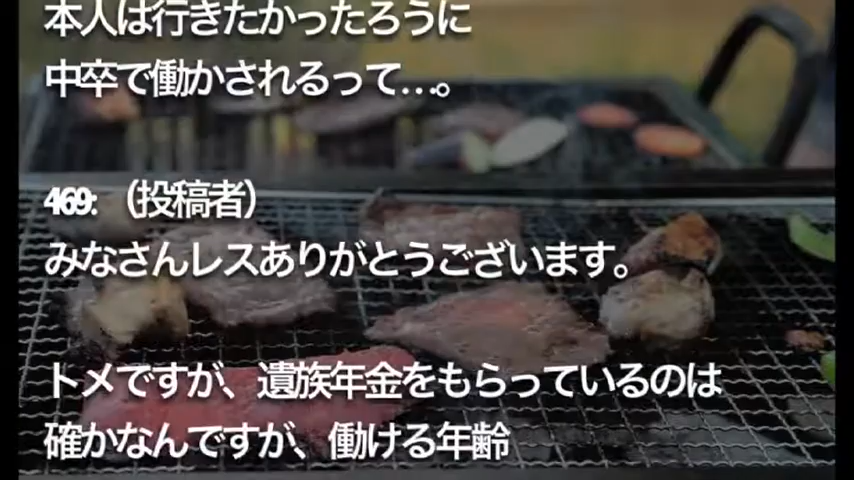 本人は行きたかったろうに
中卒で働かされるって…。
469: （投稿者）
みなさんレスありがとうございます。
トメですが、遺族年金をもらっているのは
確かなんですが、働ける年齢